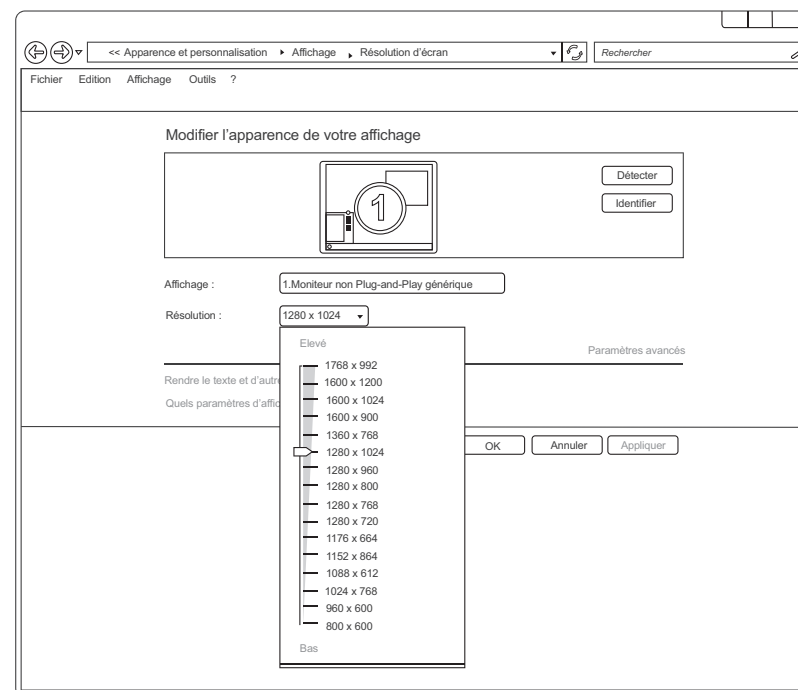 << Apparence et personnalisation Affichage Résolution d'écran Rechercher
Fichier Edition Affichage Outils ?
Modifier l'apparence de votre affichage
1
Détecter
Identifier
Affichage : 1.Moniteur non Plug-and-Play générique
Résolution : 1280 x 1024
Elevé
Paramètres avancés
1768 x 992
Rendre le texte et d'autre
1600 x 1200
1600 x 1024
Quels paramètres d'affic
1600 x 900
1360 x 768
1280 x 1024
OK Annuler Appliquer
1280 x 960
1280 x 800
1280 x 768
1280 x 720
1176 x 664
1152 x 864
1088 x 612
1024 x 768
960 x 600
800 x 600
Bas